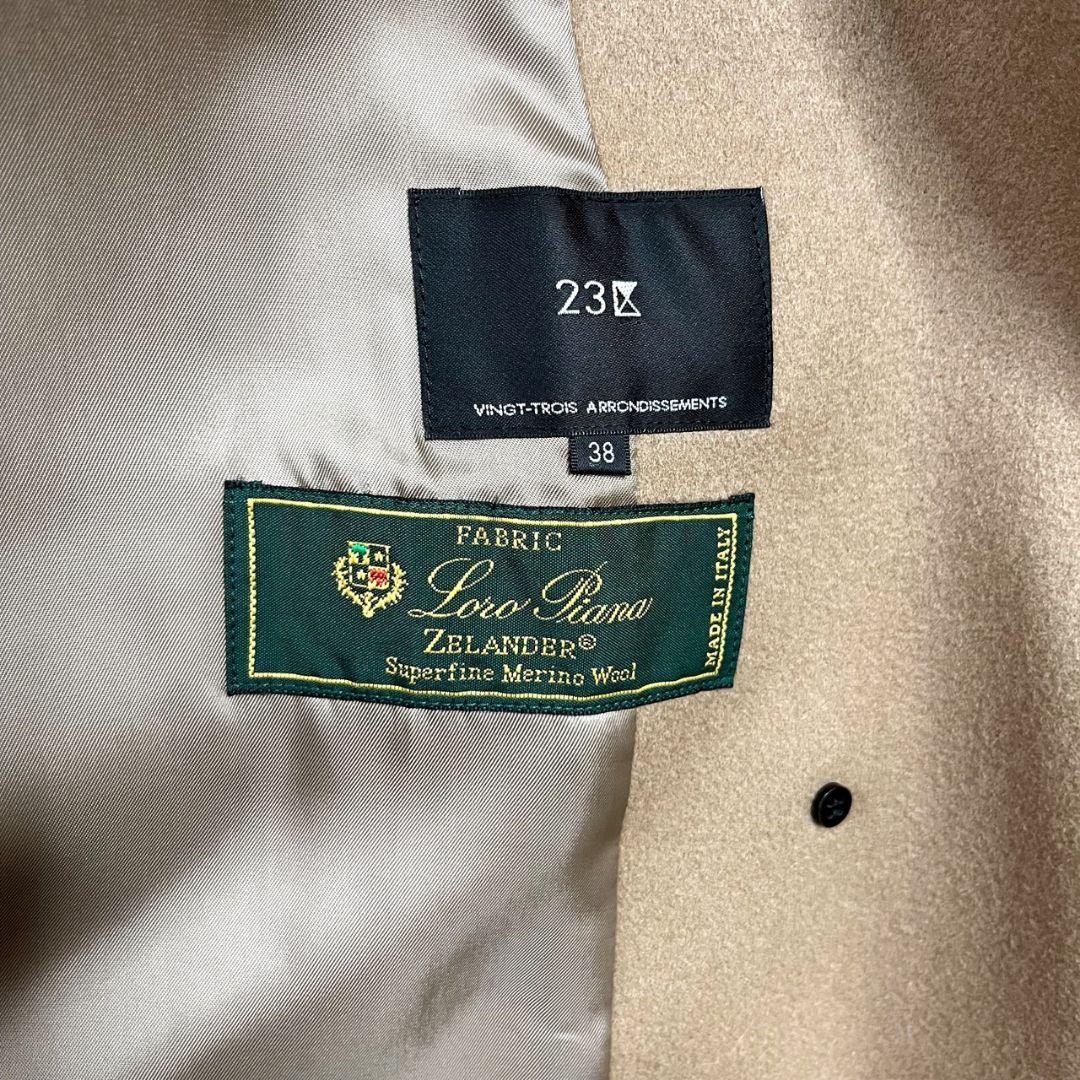 23区
VINGT-TROIS ARRONDISSEMENTS
38
FABRIC
Loro Piana
ZELANDER®
Superfine Merino Wool
MADE IN ITALY